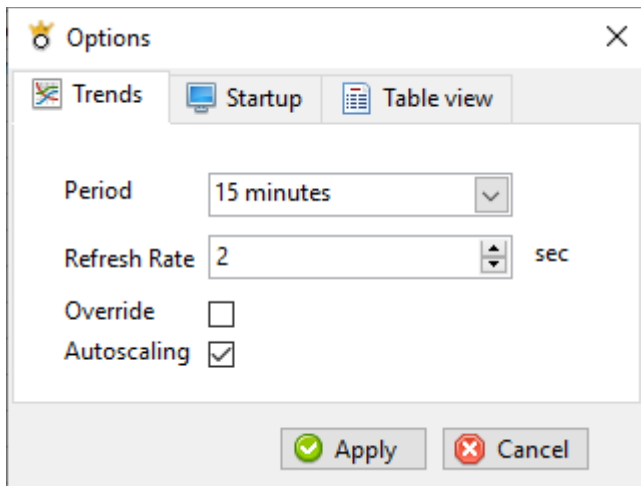 Options
Trends Startup Table view
Period 15 minutes
Refresh Rate 2 sec
Override
Autoscaling
Apply Cancel